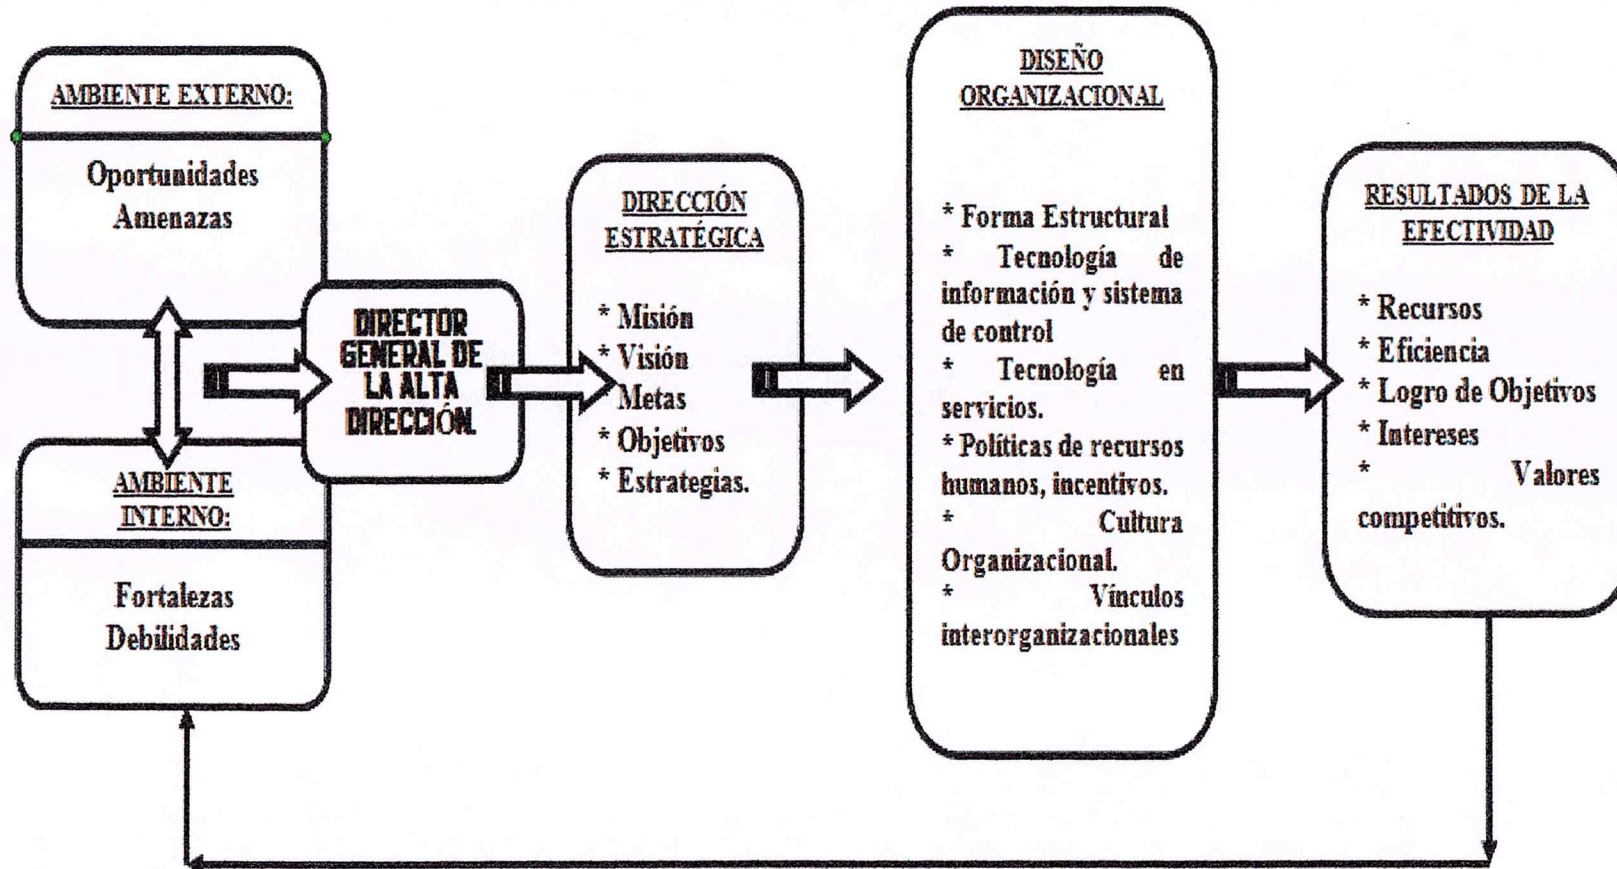 AMBIENTE EXTERNO:
Oportunidades
Amenazas
AMBIENTE
INTERNO:
Fortalezas
Debilidades
DIRECTOR
GENERAL DE
LA ALTA
DIRECCIÓN.
DIRECCIÓN
ESTRATÉGICA
* Misión
* Visión
* Metas
* Objetivos
* Estrategias.
DISEÑO
ORGANIZACIONAL
* Forma Estructural
* Tecnología de
información y sistema
de control
* Tecnología en
servicios.
* Políticas de recursos
humanos, incentivos.
* Cultura
Organizacional.
* Vínculos
interorganizacionales
RESULTADOS DE LA
EFECTIVIDAD
* Recursos
* Eficiencia
* Logro de Objetivos
* Intereses
* Valores
competitivos.